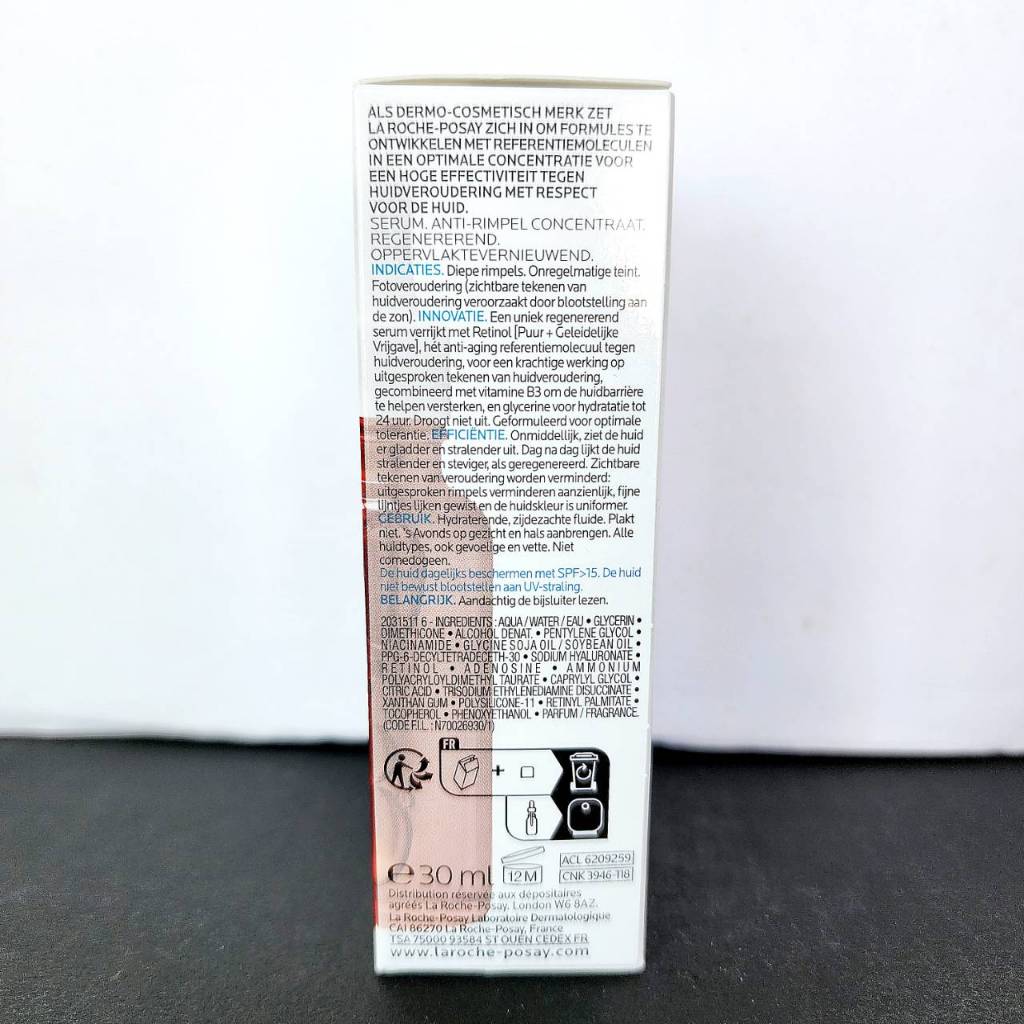 ALS DERMO-COSMETISCH MERK ZET
LA ROCHE-POSAY ZICH IN OM FORMULES TE
ONTWIKKELEN MET REFERENTIEMOLECULEN
IN EEN OPTIMALE CONCENTRATIE VOOR
EEN HOGE EFFECTIVITEIT TEGEN
HUIDVEROUDERING MET RESPECT
VOOR DE HUID.
SERUM. ANTI-RIMPEL CONCENTRAAT.
REGENEREREND.
OPPERVLAKTEVERNIEUWEND.
INDICATIES. Diepe rimpels. Onregelmatige teint.
Fotoveroudering (zichtbare tekenen van
huidveroudering veroorzaakt door blootstelling aan
de zon). INNOVATIE. Een uniek regenererend
serum verrijkt met Retinol [Puur + Geleidelijke
Vrijgave], hét anti-aging referentiemolecuul tegen
huidveroudering, voor een krachtige werking op
uitgesproken tekenen van huidveroudering,
gecombineerd met vitamine B3 om de huidbarrière
te helpen versterken, en glycerine voor hydratatie tot
24 uur. Droogt niet uit. Geformuleerd voor optimale
tolerantie. EFFICIËNTIE. Onmiddellijk, ziet de huid
er gladder en stralender uit. Dag na dag lijkt de huid
stralender en steviger, als geregenereerd. Zichtbare
tekenen van veroudering worden verminderd:
uitgesproken rimpels verminderen aanzienlijk, fijne
lijntjes lijken gewist en de huidskleur is uniformer.
GEBRUIK. Hydraterende, zijdezachte fluide. Plakt
niet. 's Avonds op gezicht en hals aanbrengen. Alle
huidtypes, ook gevoelige en vette. Niet
comedogeen.
De huid dagelijks beschermen met SPF>15. De huid
niet bewust blootstellen aan UV-straling.
BELANGRIJK. Aandachtig de bijsluiter lezen.
2031511 6 - INGREDIENTS : AQUA / WATER / EAU • GLYCERIN •
DIMETHICONE • ALCOHOL DENAT. • PENTYLENE GLYCOL •
NIACINAMIDE • GLYCINE SOJA OIL / SOYBEAN OIL •
PPG-6-DECYLTETRADECETH-30 • SODIUM HYALURONATE •
RETINOL • ADENOSINE • AMMONIUM
POLYACRYLOYLDIMETHYL TAURATE • CAPRYLYL GLYCOL •
CITRIC ACID • TRISODIUM ETHYLENEDIAMINE DISUCCINATE •
XANTHAN GUM • POLYSILICONE-11 • RETINYL PALMITATE •
TOCOPHEROL • PHENOXYETHANOL • PARFUM / FRAGRANCE.
(CODE F.I.L. : N70026930/1)
FR
+
℮ 30 ml
12 M
ACL 6209259
CNK 3946-118
Distribution réservée aux dépositaires
agréés La Roche-Posay. London W6 8AZ.
La Roche-Posay Laboratoire Dermatologique
CAI 86270 La Roche-Posay, France
TSA 75000 93584 ST OUEN CEDEX FR
www.laroche-posay.com